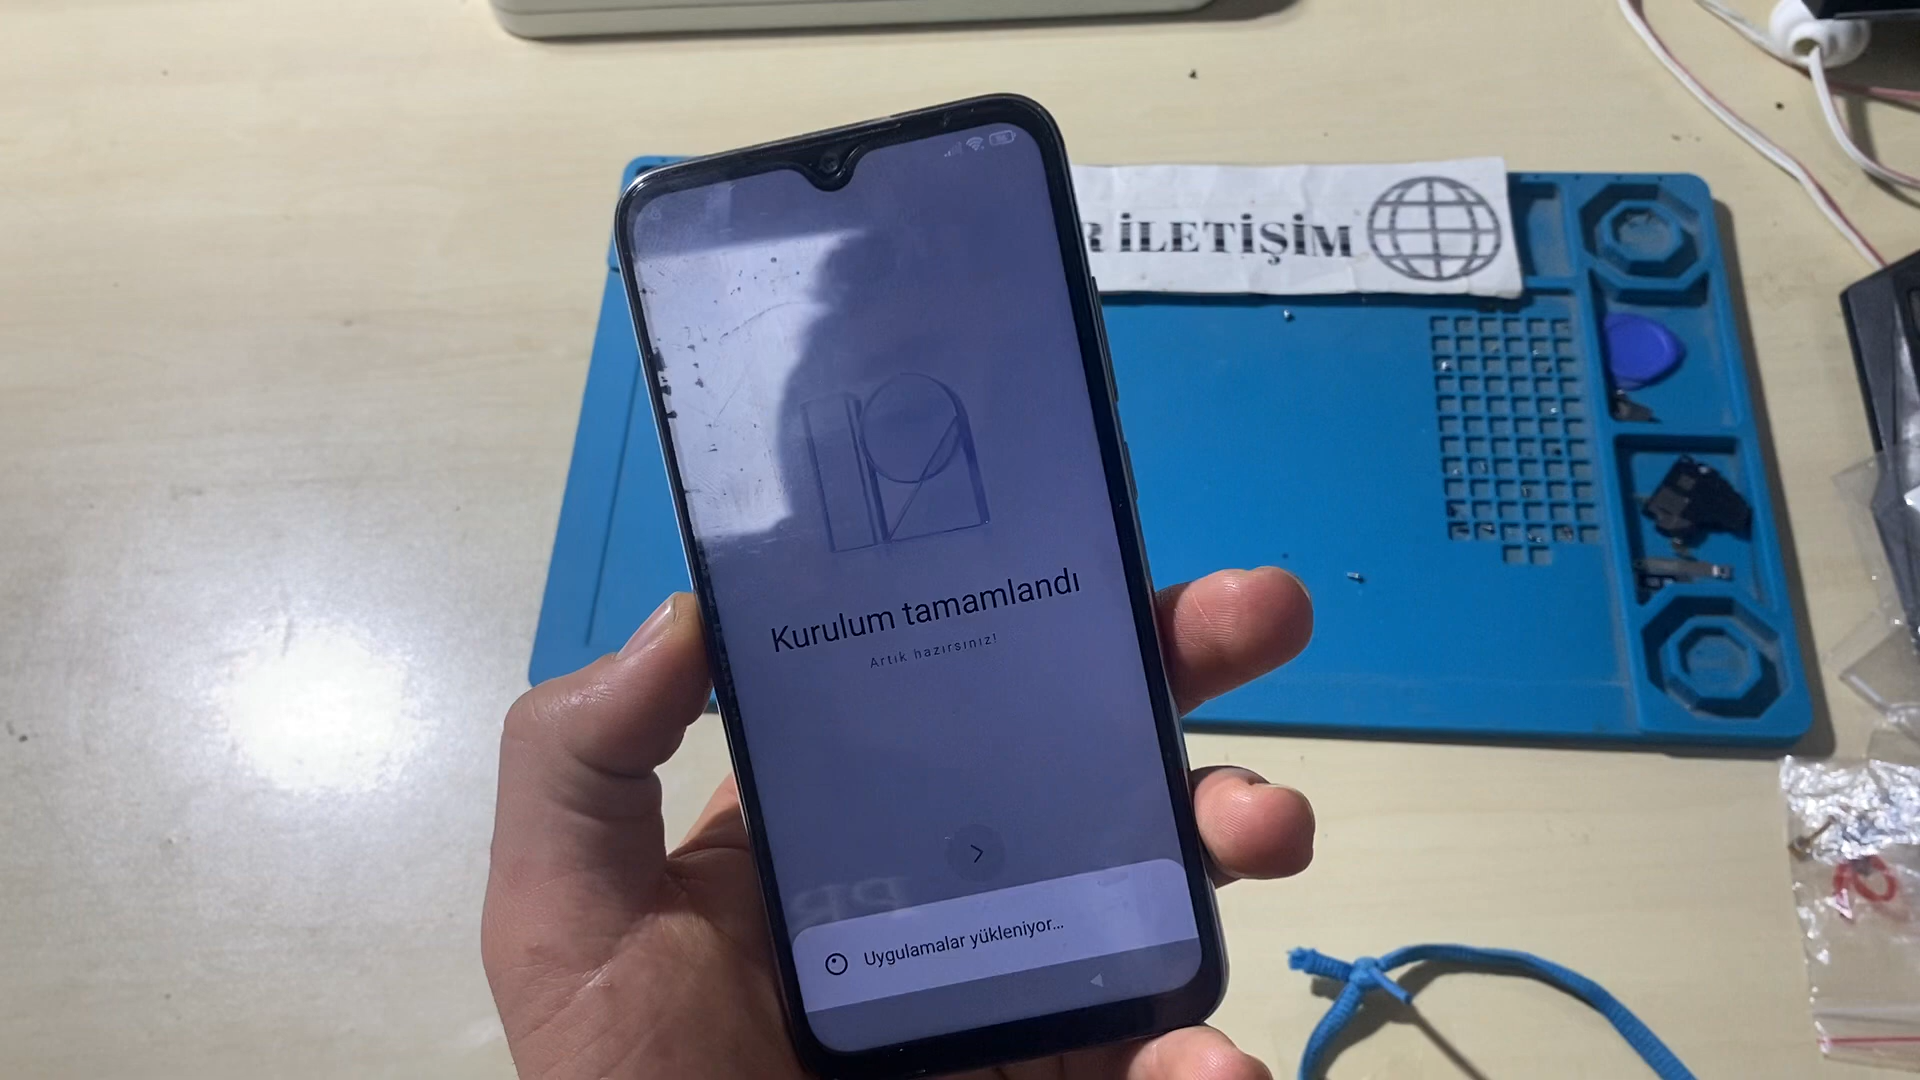 R İLETİŞİM
Kurulum tamamlandı
Artık hazırsınız!
Uygulamalar yükleniyor...